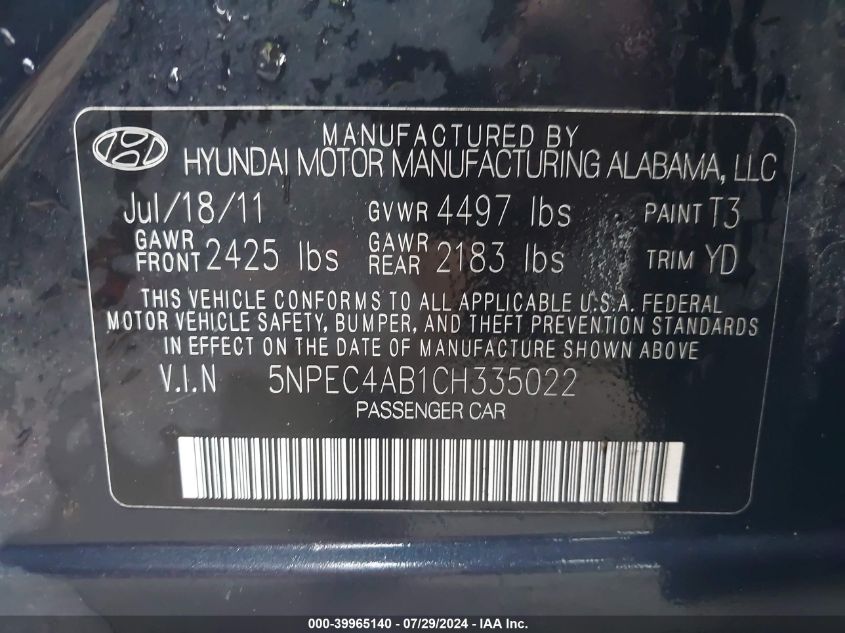 MANUFACTURED BY
HYUNDAI MOTOR MANUFACTURING ALABAMA, LLC
Jul/18/11 GVWR 4497 lbs PAINT T3
GAWR FRONT 2425 lbs GAWR REAR 2183 lbs TRIM YD
THIS VEHICLE CONFORMS TO ALL APPLICABLE U.S.A. FEDERAL
MOTOR VEHICLE SAFETY, BUMPER, AND THEFT PREVENTION STANDARDS
IN EFFECT ON THE DATE OF MANUFACTURE SHOWN ABOVE
V.I.N 5NPEC4AB1CH335022
PASSENGER CAR
000-39965140 - 07/29/2024 - IAA Inc.